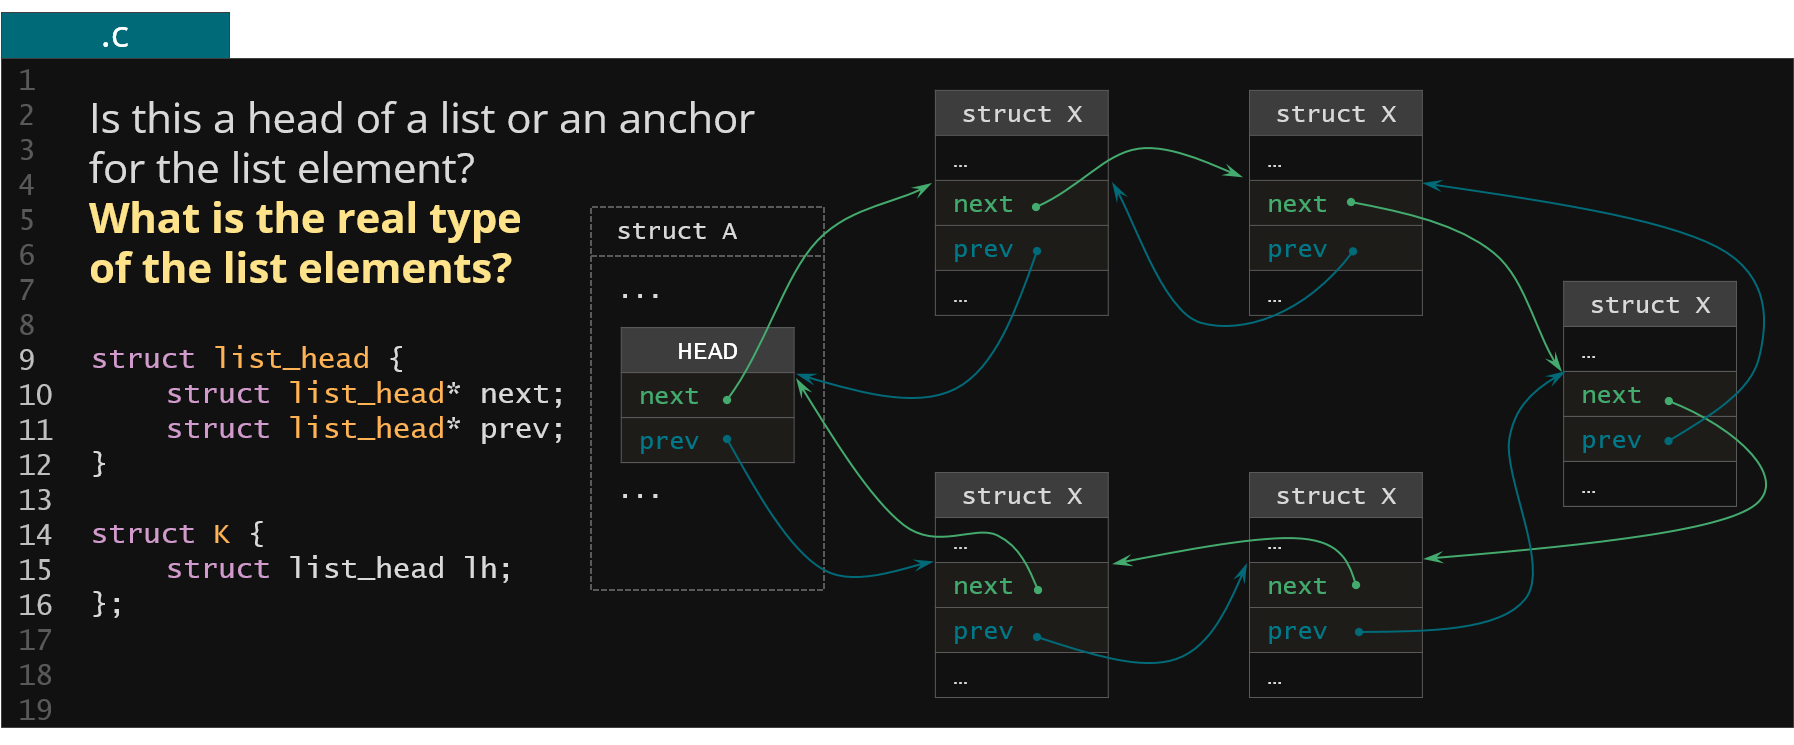 .C
1
2
3
4
5
6
7
8
9
10
11
12
13
14
15
16
17
18
19
Is this a head of a list or an anchor
for the list element?
What is the real type
of the list elements?
struct list_head {
struct list_head* next;
struct list_head* prev;
}
struct K {
struct list_head lh;
};
struct A
...
HEAD
next
prev
...
struct X
...
next
prev
...
struct X
...
next
prev
...
struct X
...
next
prev
...
struct X
...
next
prev
...
struct X
...
next
prev
...